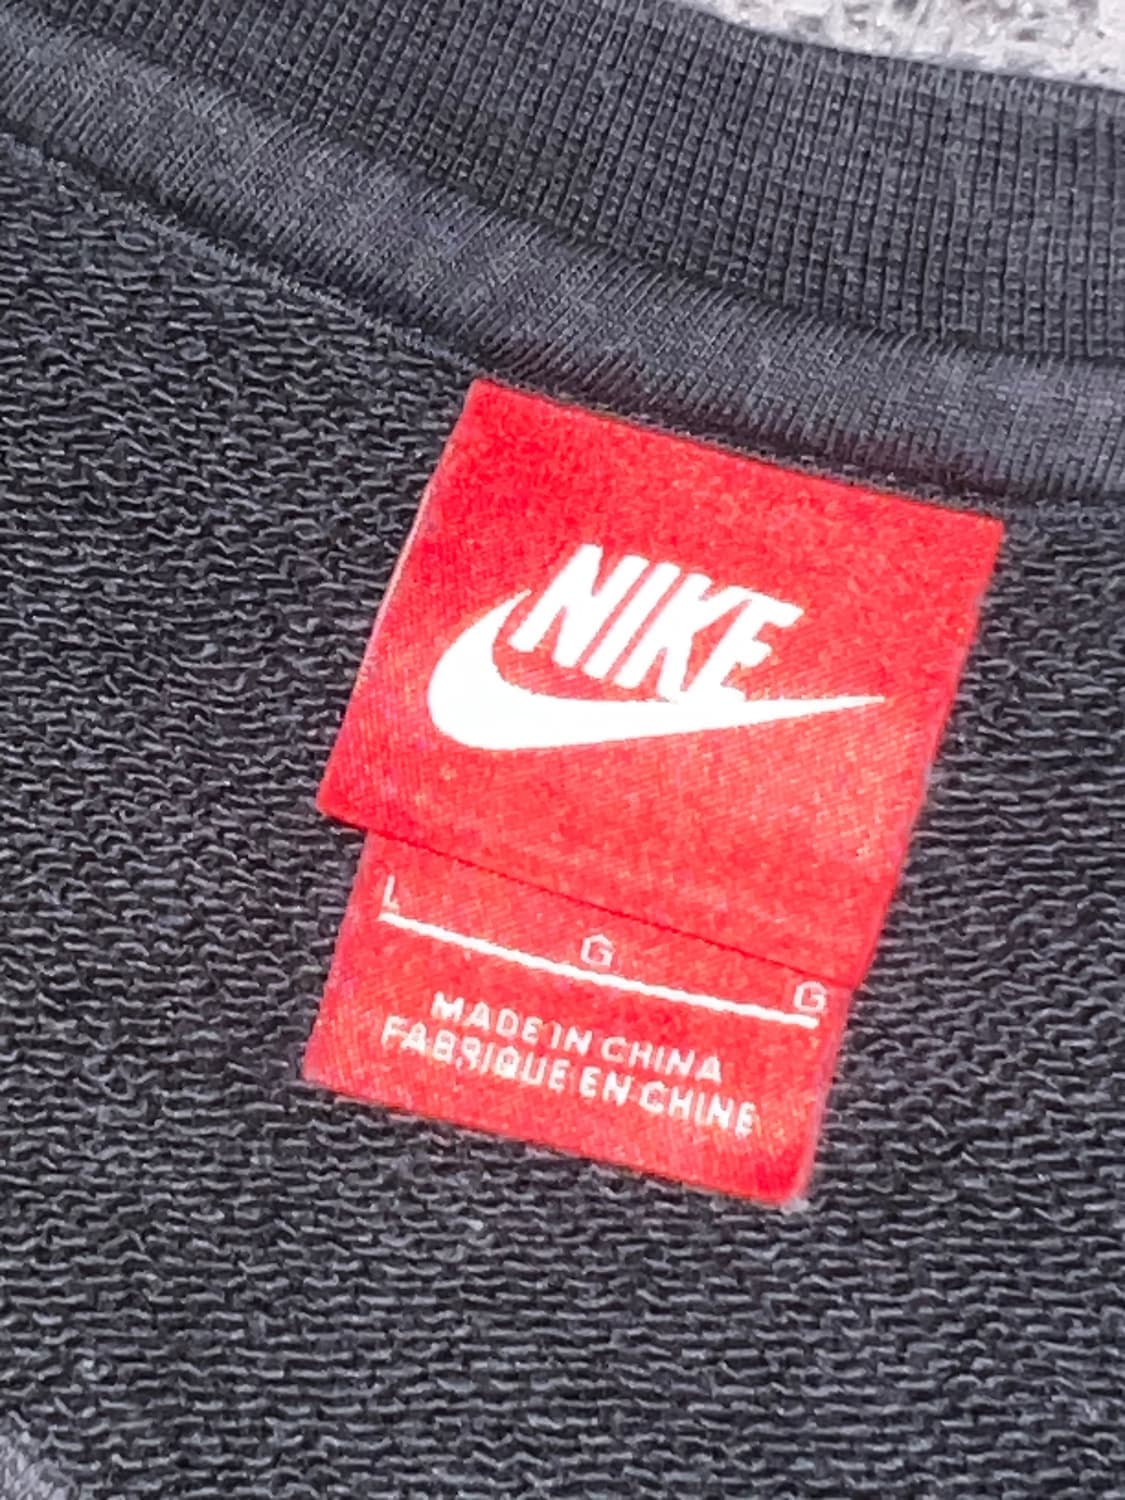 NIKE
L G G
MADE IN CHINA
FABRIQUE EN CHINE